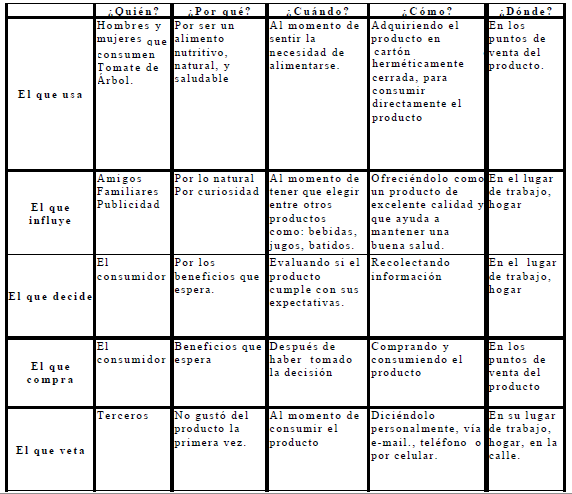 ¿Quién? ¿Por qué? ¿Cuándo? ¿Cómo? ¿Dónde?
El que usa
Hombres y
mujeres que
consumen
Tomate de
Árbol.
Por ser un
alimento
nutritivo,
natural, y
saludable
Al momento de
sentir la
necesidad de
alimentarse.
Adquiriendo el
producto en
cartón
herméticamente
cerrada, para
consumir
directamente el
producto
En los
puntos de
venta del
producto.
El que
influye
Amigos
Familiares
Publicidad
Por lo natural
Por curiosidad
Al momento de
tener que elegir
entre otros
productos
como: bebidas,
jugos, batidos.
Ofreciéndolo como
un producto de
excelente calidad y
que ayuda a
mantener una
buena salud.
En el lugar
de trabajo,
hogar
El que decide
El
consumidor
Por los
beneficios que
espera.
Evaluando si el
producto
cumple con sus
expectativas.
Recolectando
información
En el lugar
de trabajo,
hogar
El que
compra
El
consumidor
Beneficios que
espera
Después de
haber tomado
la decisión
Comprando y
consumiendo el
producto
En los
puntos de
venta del
producto
El que veta
Terceros
No gustó del
producto la
primera vez.
Al momento de
consumir el
producto
Diciéndolo
personalmente, vía
e-mail., teléfono o
por celular.
En su lugar
de trabajo,
hogar, en la
calle.